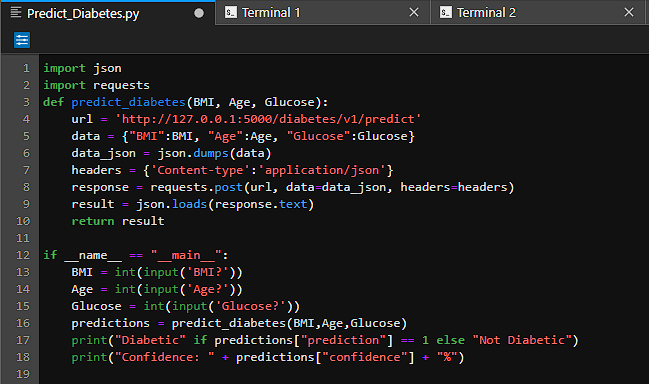 Predict_Diabetes.py
Terminal 1
Terminal 2
1 import json
2 import requests
3 def predict_diabetes(BMI, Age, Glucose):
4     url = 'http://127.0.0.1:5000/diabetes/v1/predict'
5     data = {"BMI":BMI, "Age":Age, "Glucose":Glucose}
6     data_json = json.dumps(data)
7     headers = {'Content-type':'application/json'}
8     response = requests.post(url, data=data_json, headers=headers)
9     result = json.loads(response.text)
10     return result
11
12 if __name__ == "__main__":
13     BMI = int(input('BMI?'))
14     Age = int(input('Age?'))
15     Glucose = int(input('Glucose?'))
16     predictions = predict_diabetes(BMI,Age,Glucose)
17     print("Diabetic" if predictions["prediction"] == 1 else "Not Diabetic")
18     print("Confidence: " + predictions["confidence"] + "%")
19